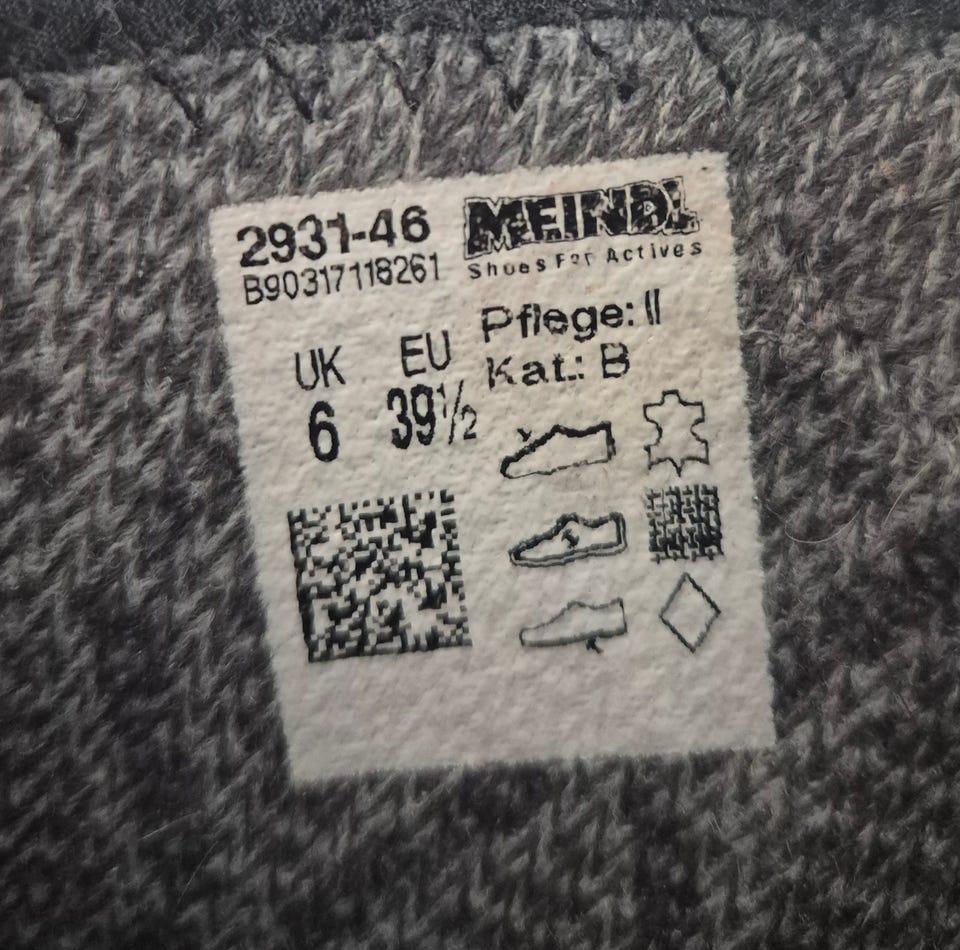 2931-46
B90317118261
MEINDL
Shoes For Actives
Pflege: II
Kat.: B
UK EU
6 39½